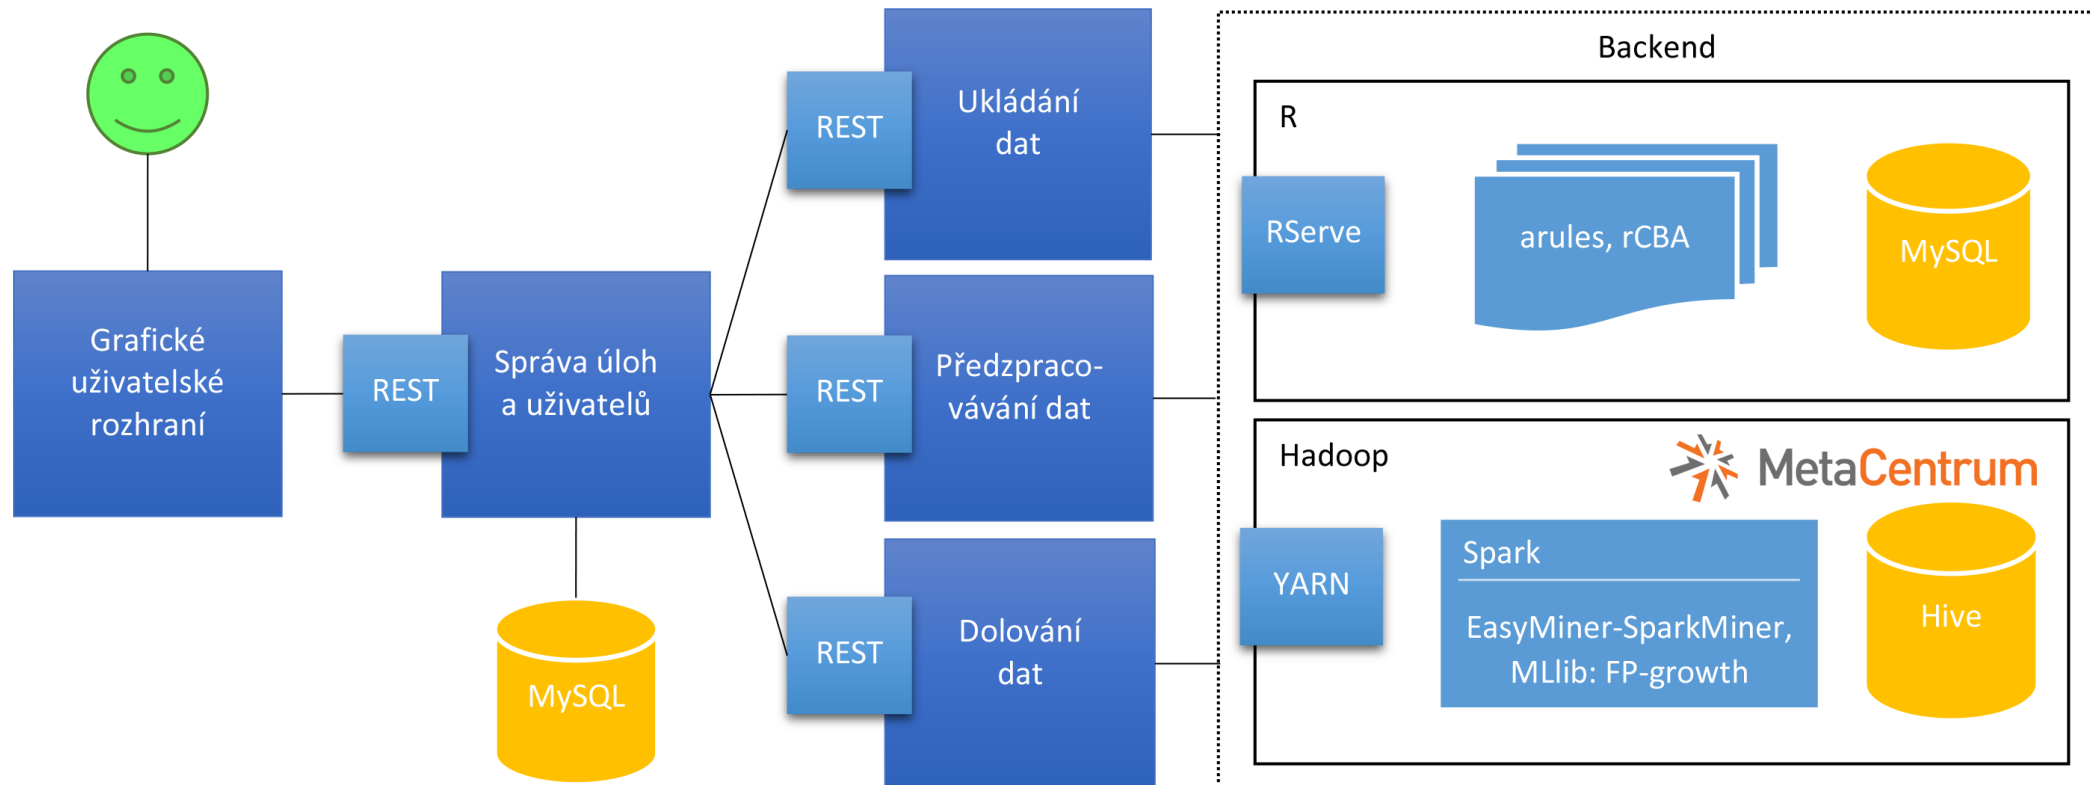 Grafické
uživatelské
rozhraní
REST
Správa úloh
a uživatelů
MySQL
REST
Ukládání
dat
REST
Předzpraco-
vávání dat
REST
Dolování
dat
Backend
R
RServe
arules, rCBA
MySQL
Hadoop
MetaCentrum
YARN
Spark
EasyMiner-SparkMiner,
MLlib: FP-growth
Hive